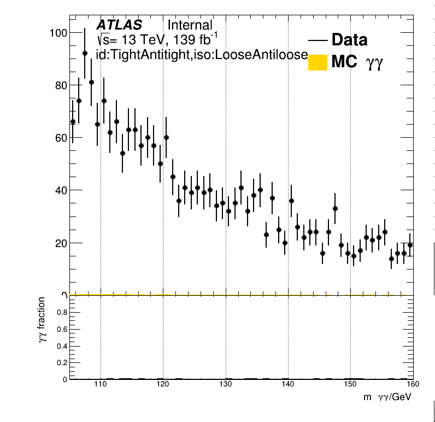 ATLAS Internal
√s= 13 TeV, 139 fb⁻¹
id:TightAntitight,iso:LooseAntiloose
Data
MC γγ
100
80
60
40
20
0
γγ fraction
0.8
0.6
0.4
0.2
0
110 120 130 140 150 160
m γγ/GeV